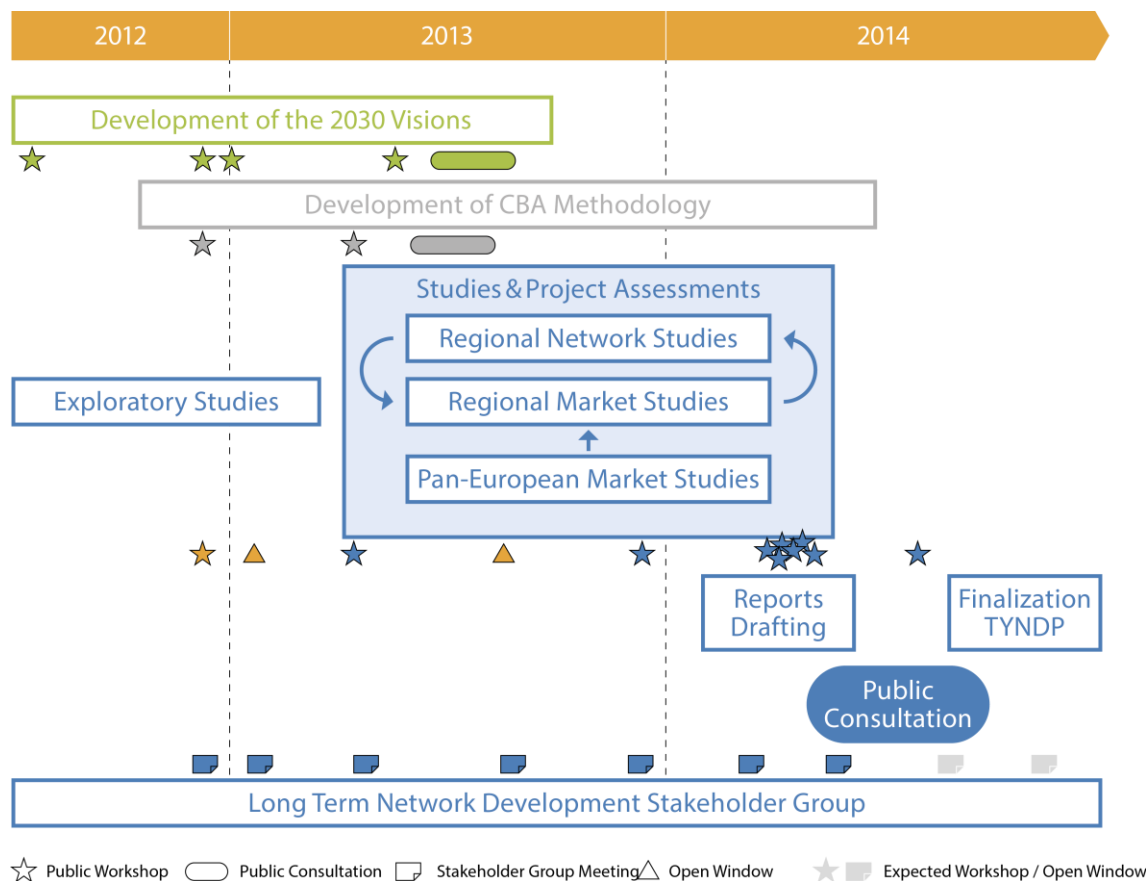 2012
2013
2014
Development of the 2030 Visions
Development of CBA Methodology
Studies & Project Assessments
Regional Network Studies
Exploratory Studies
Regional Market Studies
Pan-European Market Studies
Reports
Drafting
Finalization
TYNDP
Public
Consultation
Long Term Network Development Stakeholder Group
Public Workshop
Public Consultation
Stakeholder Group Meeting
Open Window
Expected Workshop / Open Window